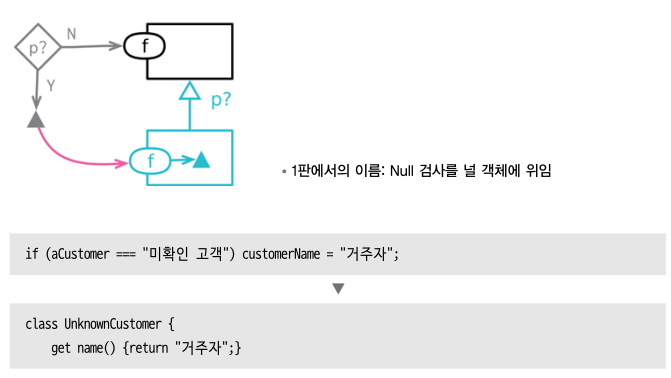 p?
N
f
Y
p?
f
• 1판에서의 이름: Null 검사를 널 객체에 위임
if (aCustomer === "미확인 고객") customerName = "거주자";
class UnknownCustomer {
get name() {return "거주자";}